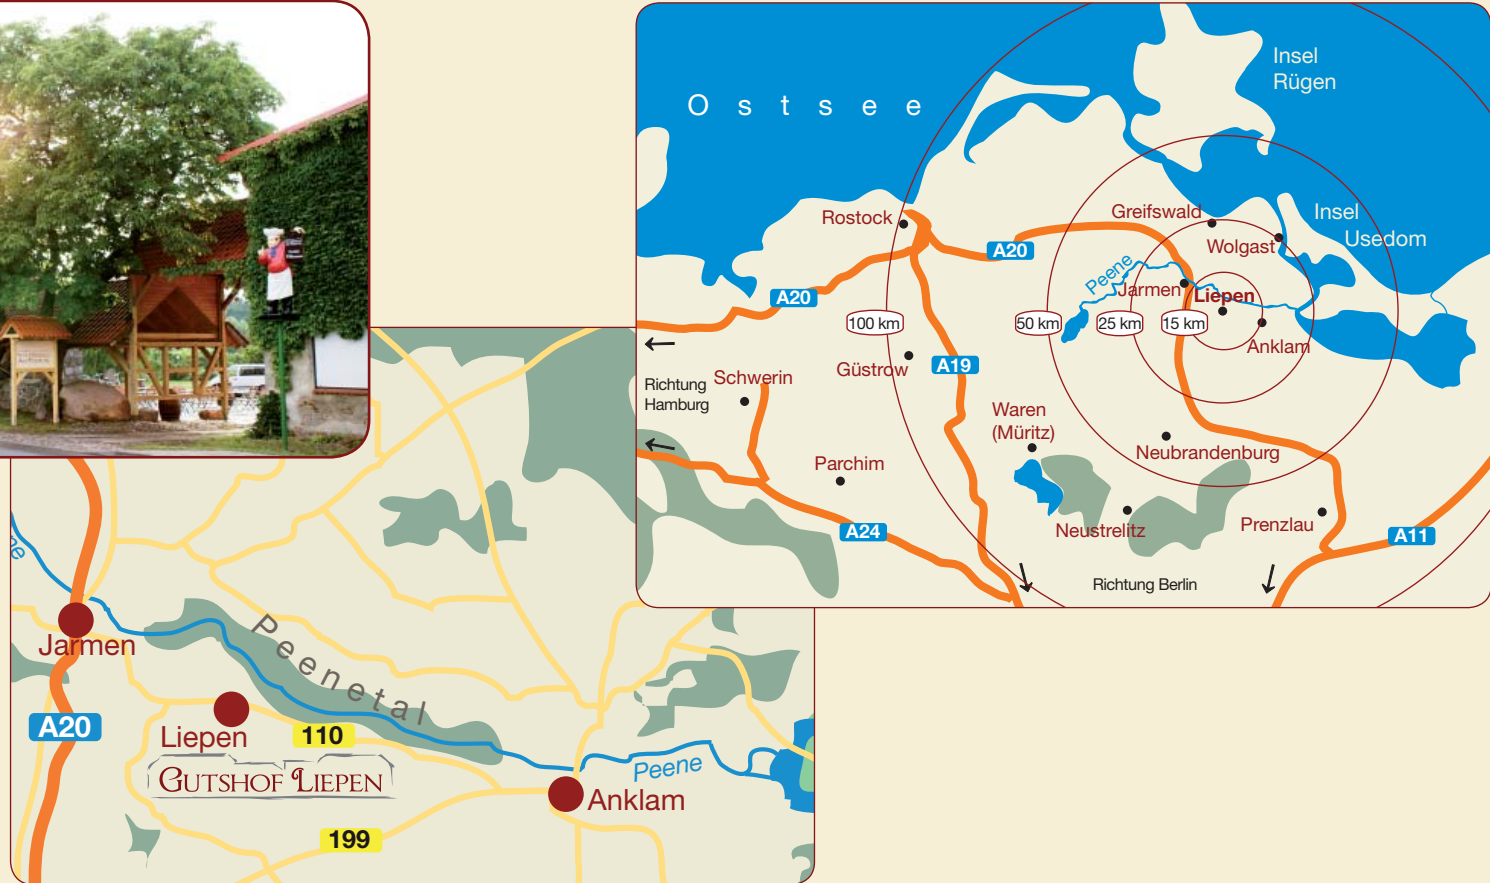 Ostsee
Insel
Rügen
Insel
Usedom
Greifswald
Rostock
Wolgast
A20
Peene
Jarmen
Liepen
A20
100 km
50 km
25 km
15 km
Anklam
Güstrow
A19
Richtung
Hamburg
Schwerin
Waren
(Müritz)
Neubrandenburg
Parchim
A24
Neustrelitz
Prenzlau
A11
Richtung Berlin
ne
Jarmen
Peenetal
A20
Liepen
110
GUTSHOF LIEPEN
Peene
Anklam
199